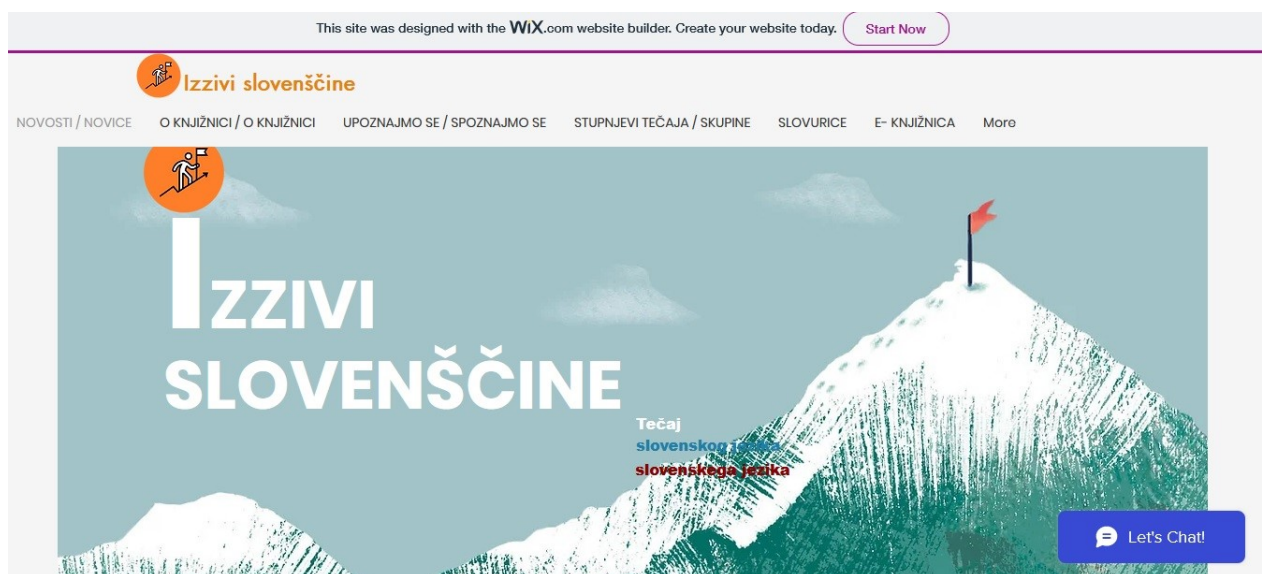 This site was designed with the WiX.com website builder. Create your website today. Start Now
Izzivi slovenščine
NOVOSTI / NOVICE O KNJIŽNICI / O KNJIŽNICI UPOZNAJMO SE / SPOZNAJMO SE STUPNJEVI TEČAJA / SKUPINE SLOVURICE E- KNJIŽNICA More
IZZIVI
SLOVENŠČINE
Tečaj
slovenskog jezika
slovenskega jezika
Let's Chat!